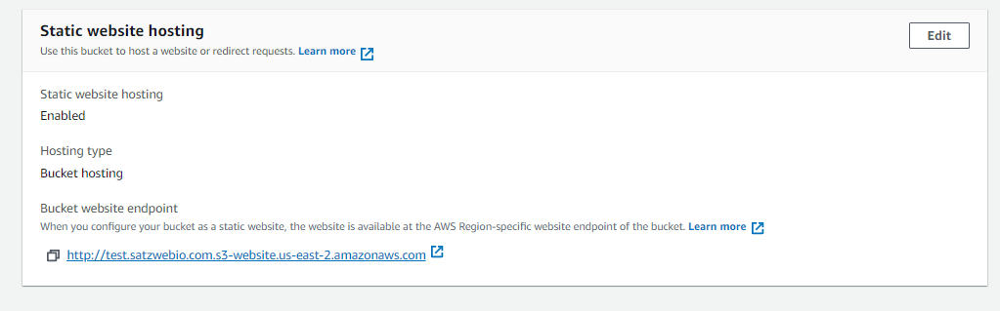 Static website hosting
Edit
Use this bucket to host a website or redirect requests. Learn more
Static website hosting
Enabled
Hosting type
Bucket hosting
Bucket website endpoint
When you configure your bucket as a static website, the website is available at the AWS Region-specific website endpoint of the bucket. Learn more
http://test.satzwebio.com.s3-website.us-east-2.amazonaws.com